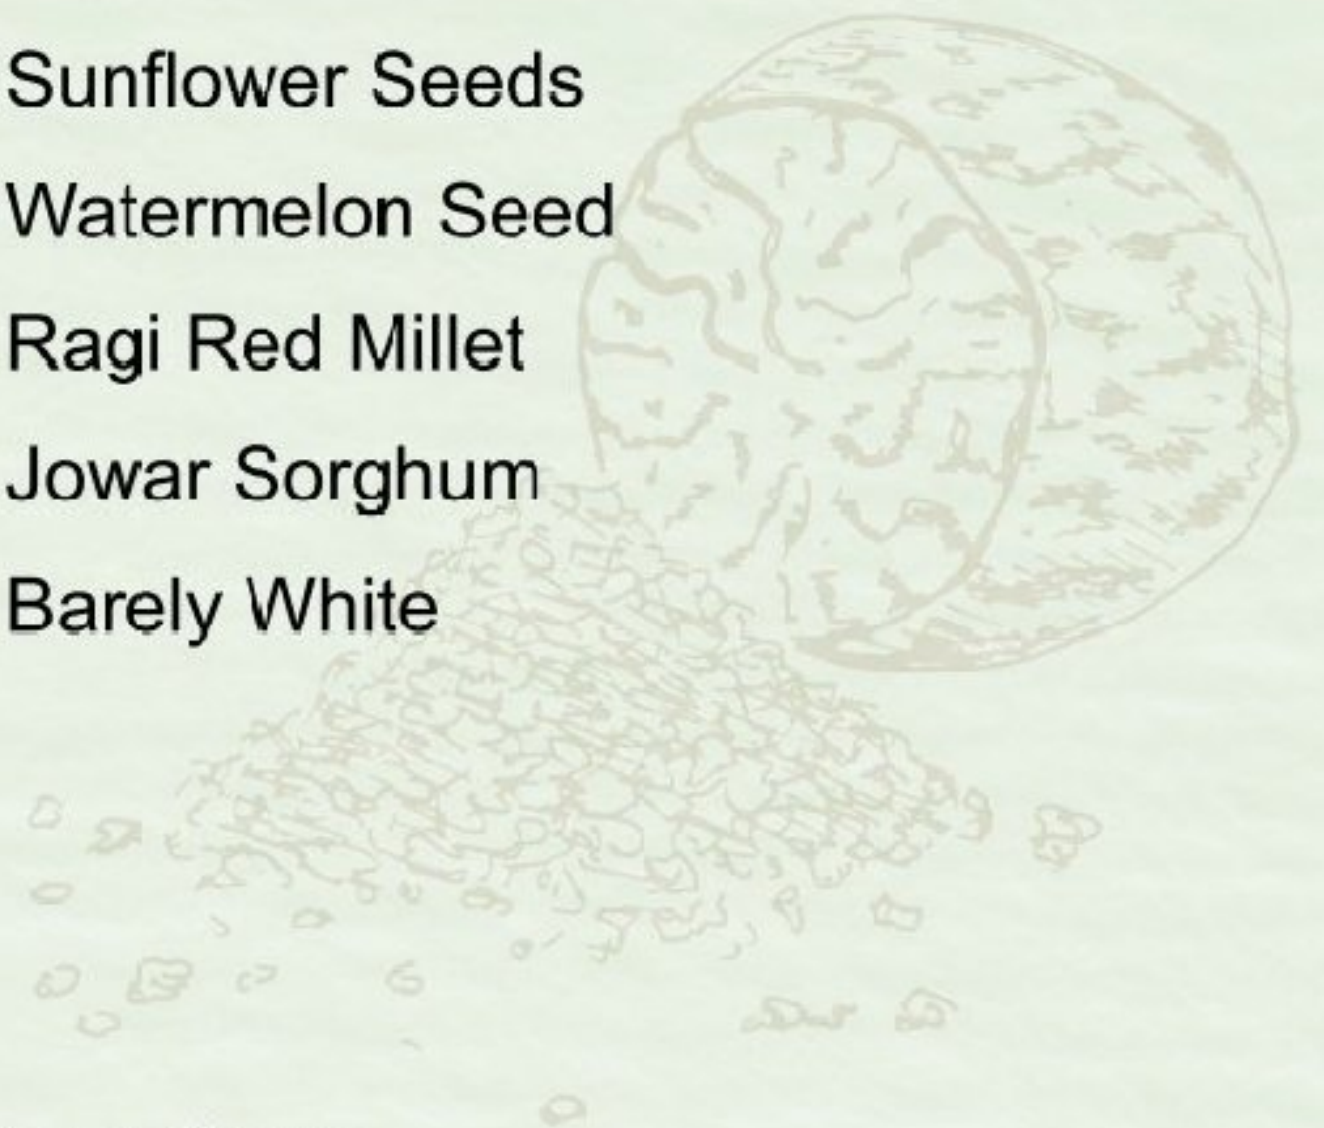 Sunflower Seeds
Watermelon Seed
Ragi Red Millet
Jowar Sorghum
Barely White